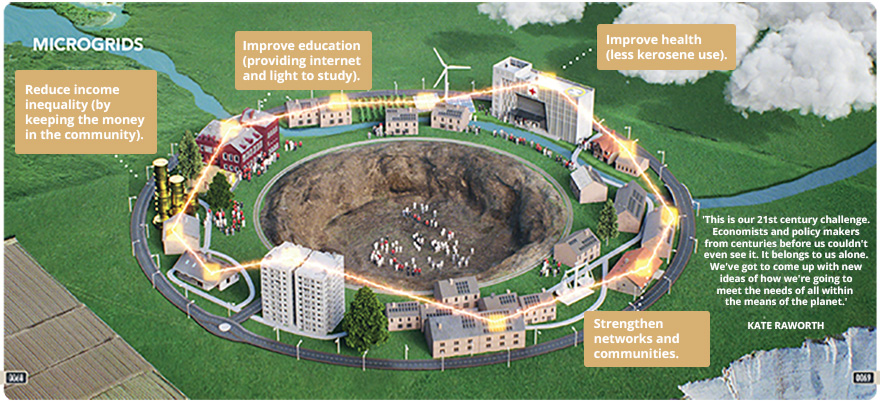 MICROGRIDS
Reduce income
inequality (by
keeping the money
in the community).
Improve education
(providing internet
and light to study).
Improve health
(less kerosene use).
'This is our 21st century challenge.
Economists and policy makers
from centuries before us couldn't
even see it. It belongs to us alone.
We've got to come up with new
ideas of how we're going to
meet the needs of all within
the means of the planet.'
KATE RAWORTH
Strengthen
networks and
communities.
0068
0069